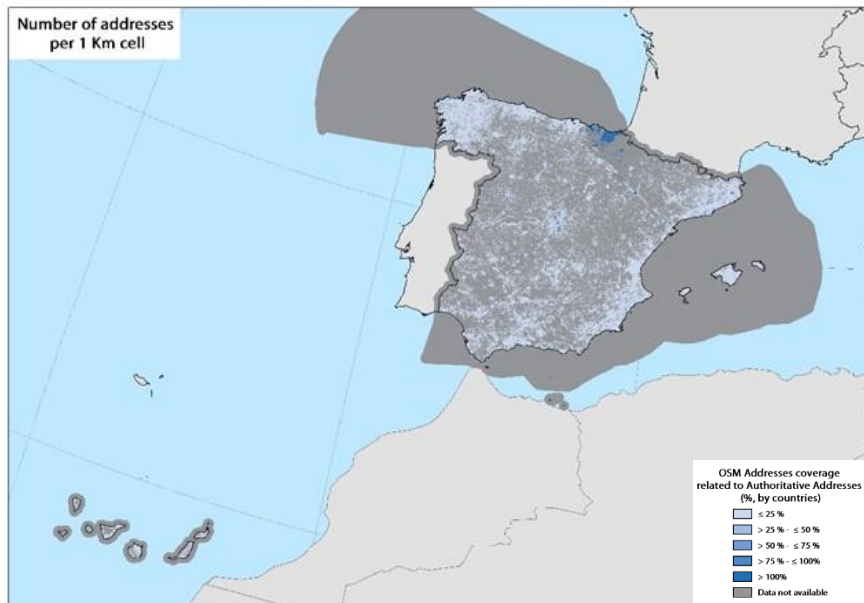 Number of addresses
per 1 Km cell
OSM Addresses coverage
related to Authoritative Addresses
(%, by countries)
≤ 25 %
> 25 % - ≤ 50 %
> 50 % - ≤ 75 %
> 75 % - ≤ 100%
> 100%
Data not available